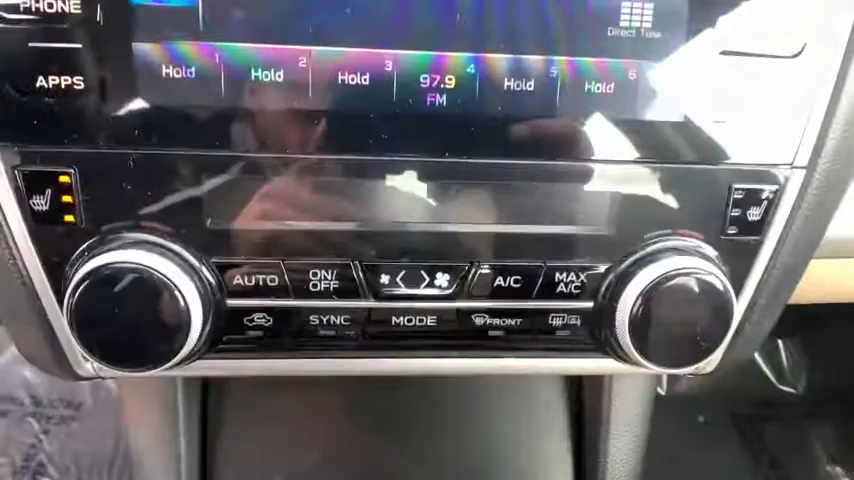 PHONE
Direct Tune
1 2 3 4 5 6
Hold Hold Hold 97.9 Hold Hold
FM
APPS
AUTO ON/OFF A/C MAX A/C
SYNC MODE FRONT R